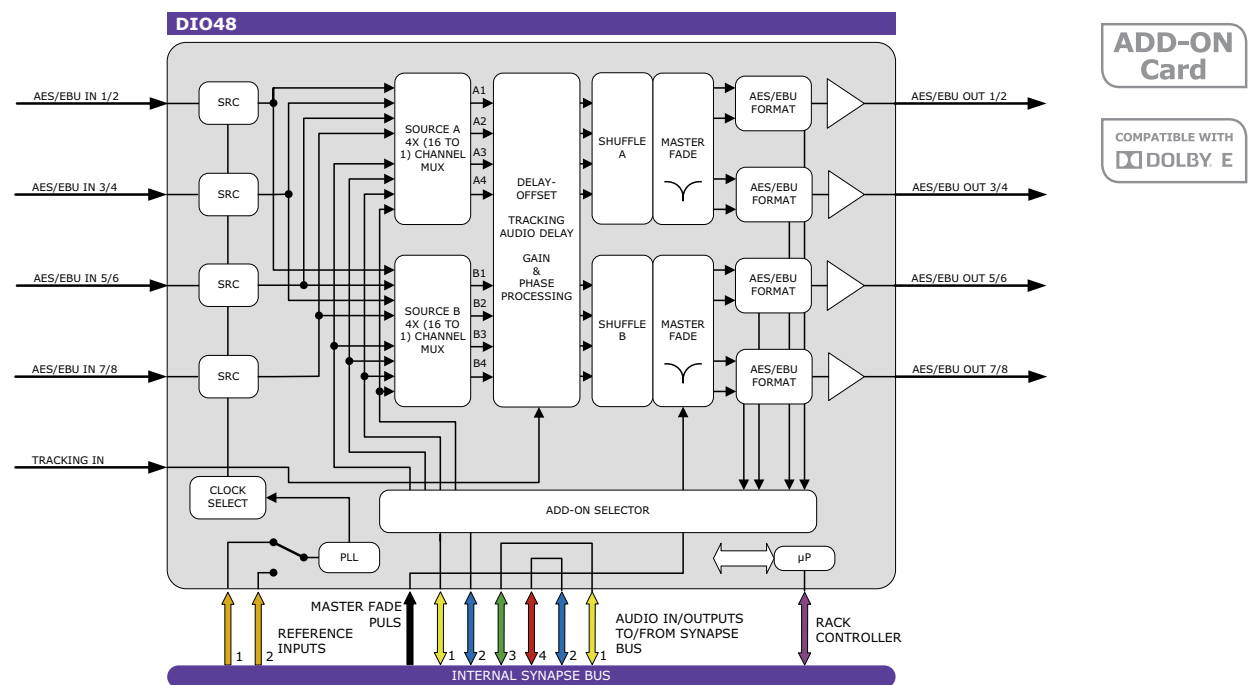 DIO48
ADD-ON
Card
COMPATIBLE WITH
DOLBY E
AES/EBU IN 1/2
SRC
AES/EBU IN 3/4
SRC
AES/EBU IN 5/6
SRC
AES/EBU IN 7/8
SRC
TRACKING IN
CLOCK
SELECT
PLL
SOURCE A
4X (16 TO
1) CHANNEL
MUX
A1
A2
A3
A4
SOURCE B
4X (16 TO
1) CHANNEL
MUX
B1
B2
B3
B4
DELAY-
OFFSET
TRACKING
AUDIO DELAY
GAIN
&
PHASE
PROCESSING
SHUFFLE
A
MASTER
FADE
SHUFFLE
B
MASTER
FADE
AES/EBU
FORMAT
AES/EBU OUT 1/2
AES/EBU
FORMAT
AES/EBU OUT 3/4
AES/EBU
FORMAT
AES/EBU OUT 5/6
AES/EBU
FORMAT
AES/EBU OUT 7/8
ADD-ON SELECTOR
µP
1
2
REFERENCE
INPUTS
MASTER FADE
PULS
1
2
3
4
2
1
AUDIO IN/OUTPUTS
TO/FROM SYNAPSE
BUS
RACK
CONTROLLER
INTERNAL SYNAPSE BUS